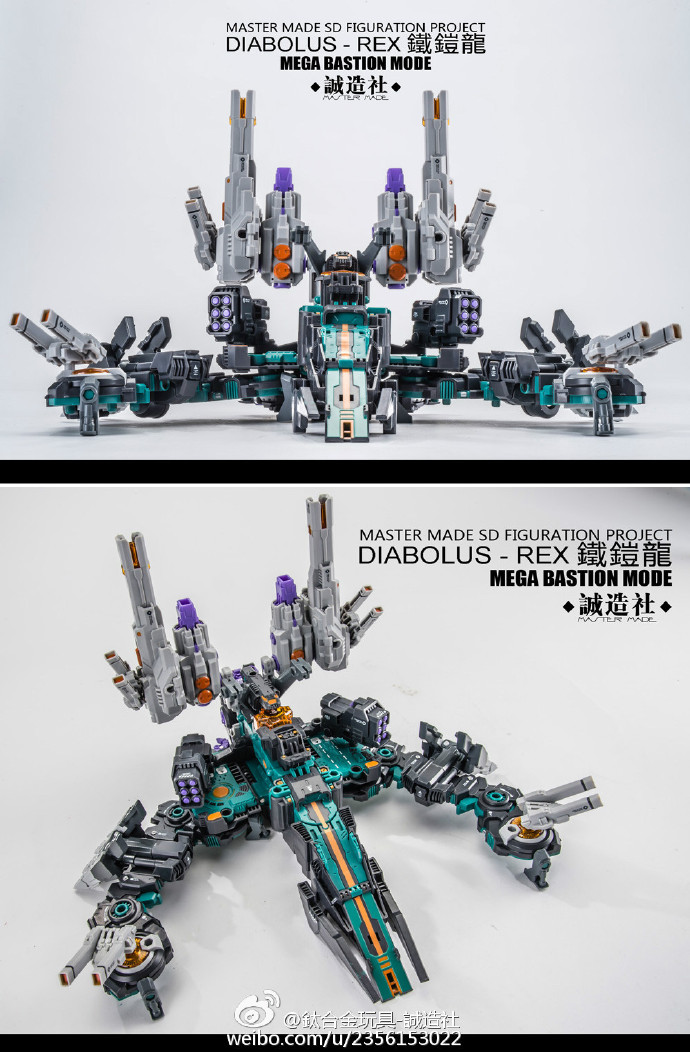 MASTER MADE SD FIGURATION PROJECT
DIABOLUS - REX 鐵鎧龍
MEGA BASTION MODE
◆誠造社◆
MASTER MADE
MASTER MADE SD FIGURATION PROJECT
DIABOLUS - REX 鐵鎧龍
MEGA BASTION MODE
◆誠造社◆
MASTER MADE
@鈦合金玩具-誠造社
weibo.com/u/2356153022